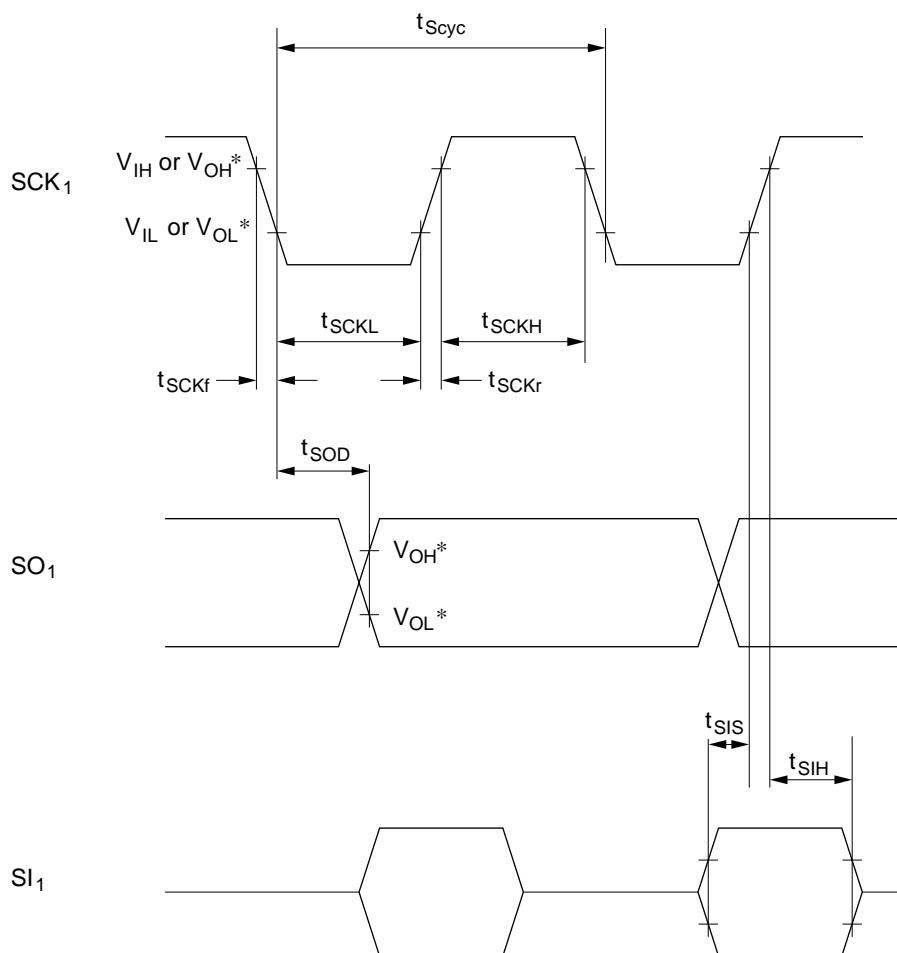 tScyc
SCK1
VIH or VOH*
VIL or VOL*
tSCKL
tSCKH
tSCKf
tSCKr
tSOD
SO1
VOH*
VOL*
tSIS
tSIH
SI1